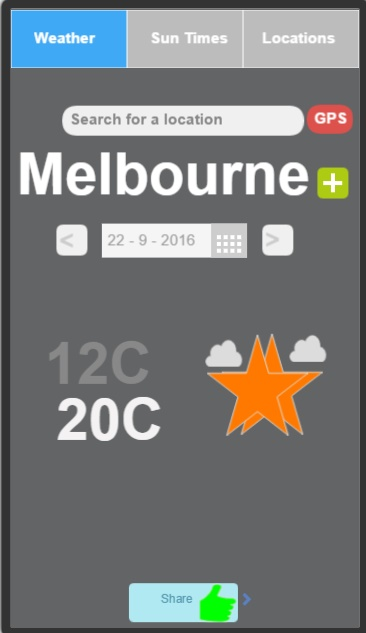 Weather Sun Times Locations
Search for a location GPS
Melbourne +
< 22 - 9 - 2016 >
12C
20C
Share